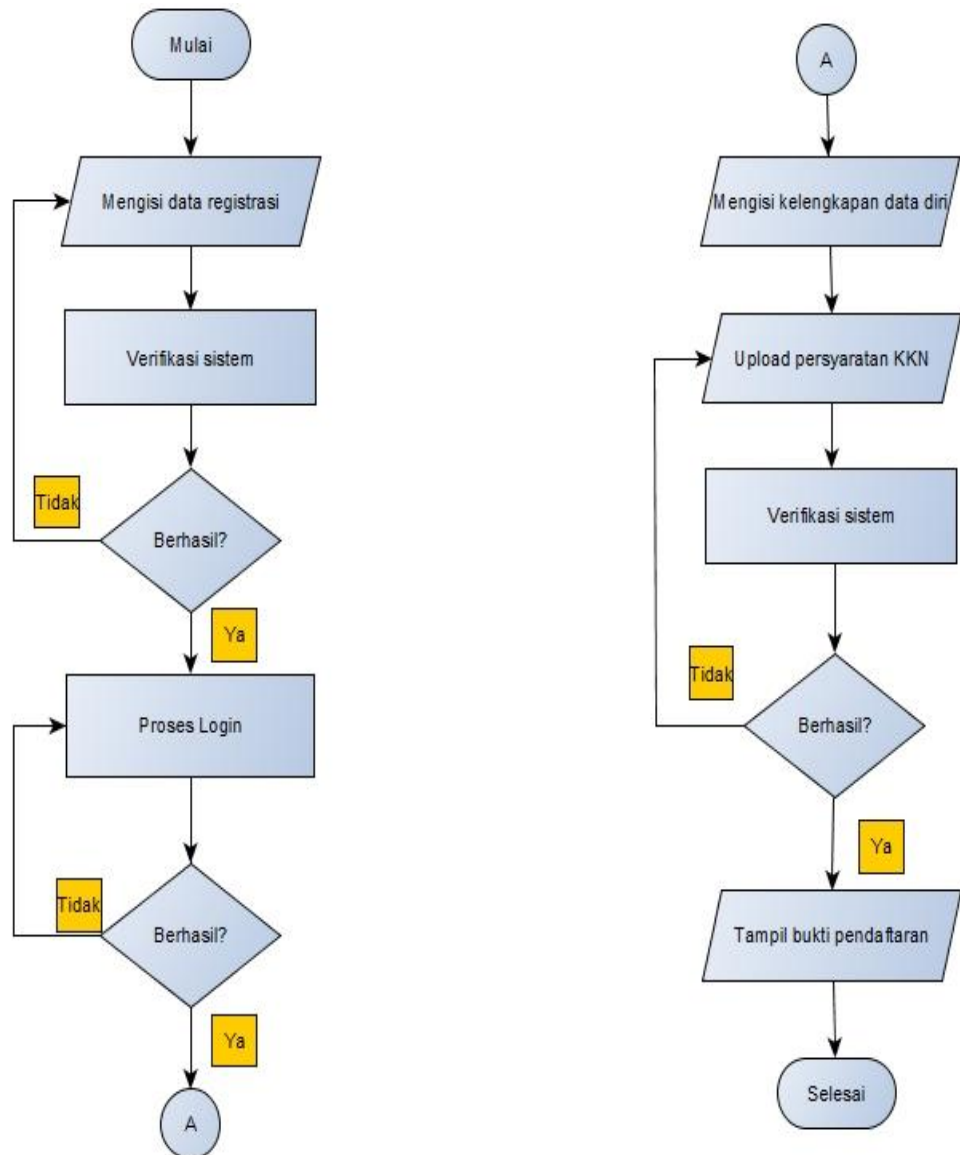 Mulai
Mengisi data registrasi
Verifikasi sistem
Tidak
Berhasil?
Ya
Proses Login
Tidak
Berhasil?
Ya
A
A
Mengisi kelengkapan data diri
Upload persyaratan KKN
Verifikasi sistem
Tidak
Berhasil?
Ya
Tampil bukti pendaftaran
Selesai